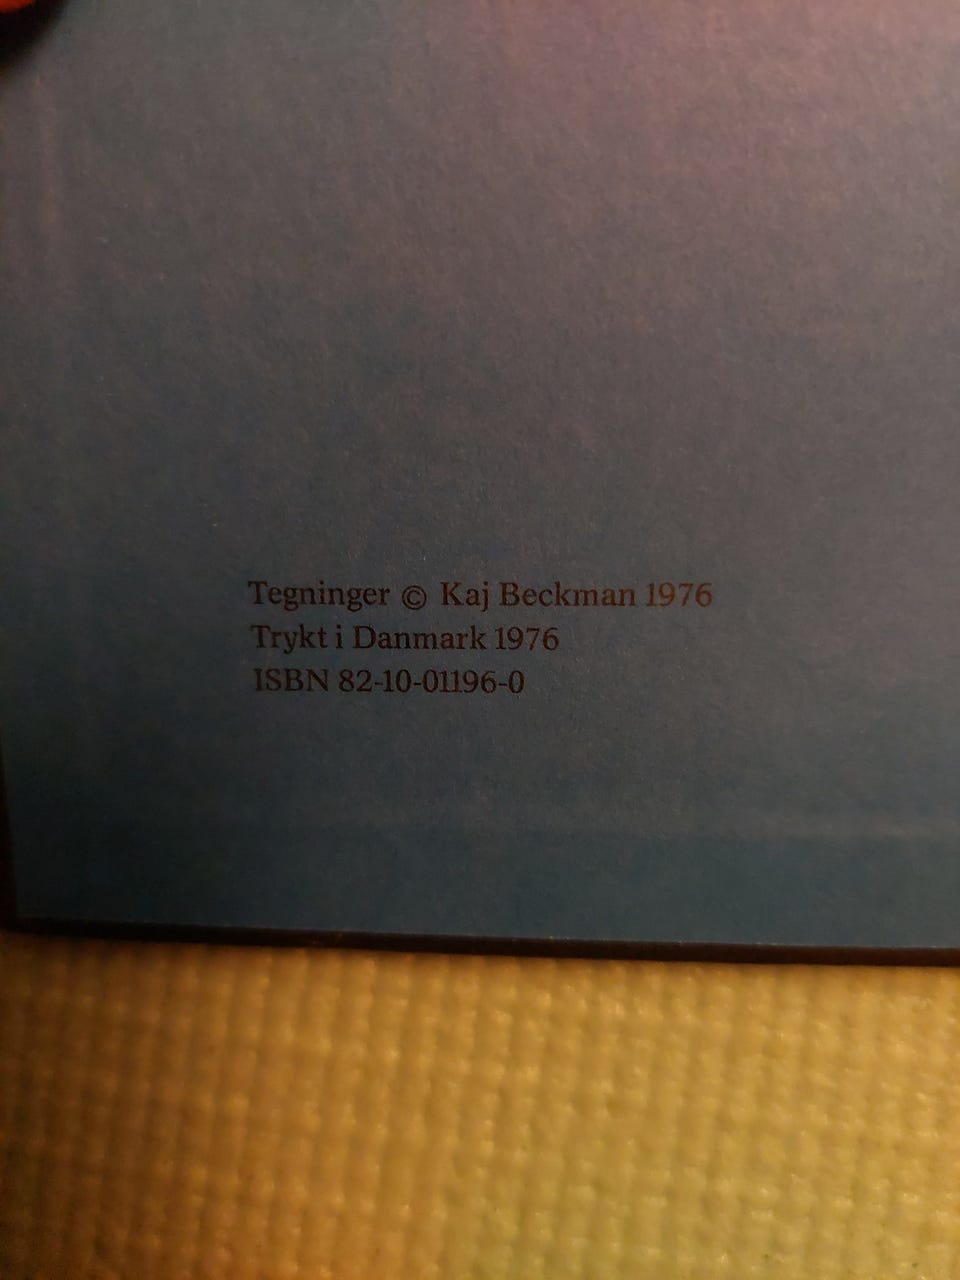 Tegninger © Kaj Beckman 1976
Trykt i Danmark 1976
ISBN 82-10-01196-0